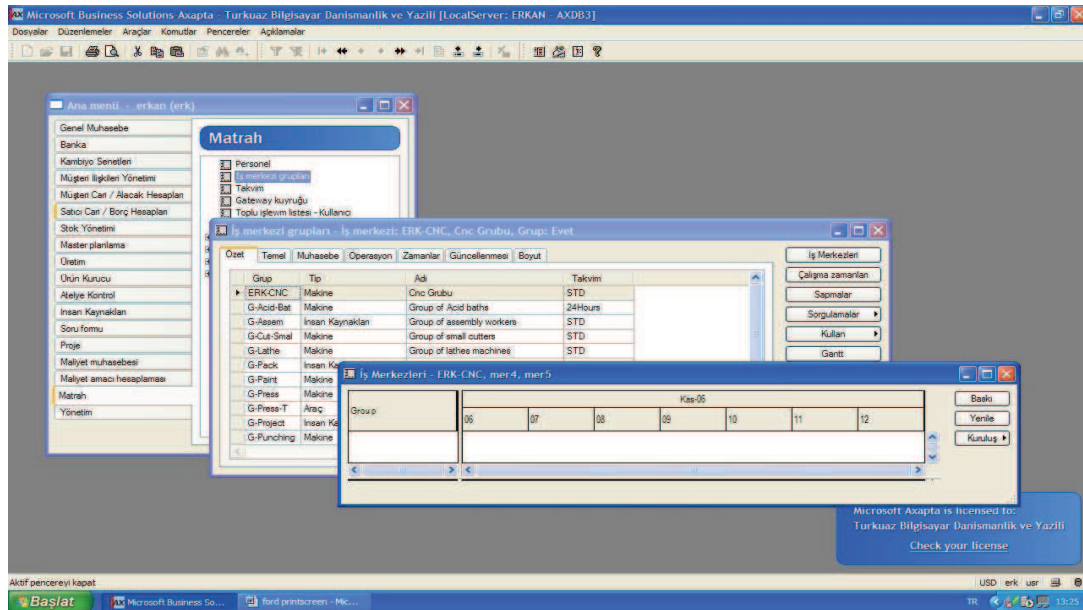 Microsoft Business Solutions-Axapta - Turkuaz Bilgisayar Danismanlik ve Yazili [LocalServer: ERKAN - AXDB3]
Dosyalar Düzenlemeler Araçlar Komutlar Pencereler Açıklamalar
Ana menü - erkan (erk)
Genel Muhasebe
Banka
Kambiyo Senetleri
Müşteri İlişkileri Yönetimi
Müşteri Cari / Alacak Hesapları
Satıcı Cari / Borç Hesapları
Stok Yönetimi
Master planlama
Üretim
Ürün Kurucu
Atelye Kontrol
İnsan Kaynakları
Soru formu
Proje
Maliyet muhasebesi
Maliyet amacı hesaplaması
Matrah
Yönetim
Matrah
Personel
İş merkezi grupları
Takvim
Gateway kuyruğu
Toplu işlewm listesi - Kullanıcı
İş merkezi grupları - İş merkezi: ERK-CNC, Cnc Grubu, Grup: Evet
Özet Temel Muhasebe Operasyon Zamanlar Güncellenmesi Boyut
Grup Tip Adı Takvim
ERK-CNC Makine Cnc Grubu STD
G-Acid-Bat Makine Group of Acid baths 24Hours
G-Assem İnsan Kaynakları Group of assembly workers STD
G-Cut-Smal Makine Group of small cutters STD
G-Lathe Makine Group of lathes machines STD
G-Pack İnsan Ka
G-Paint Makine
G-Press Makine
G-Press-T Araç
G-Project İnsan Ka
G-Punching Makine
İş Merkezleri
Çalışma zamanları
Sapmalar
Sorgulamalar
Kullan
Gantt
İş Merkezleri - ERK-CNC, mer4, mer5
Group
Kas-06
06 07 08 09 10 11 12
Baskı
Yenile
Kuruluş
Microsoft Axapta is licensed to:
Turkuaz Bilgisayar Danismanlik ve Yazili
Check your license
Aktif pencereyi kapat
USD erk usr
Başlat
Microsoft Business So...
ford printscreen - Mic...
TR 13:25